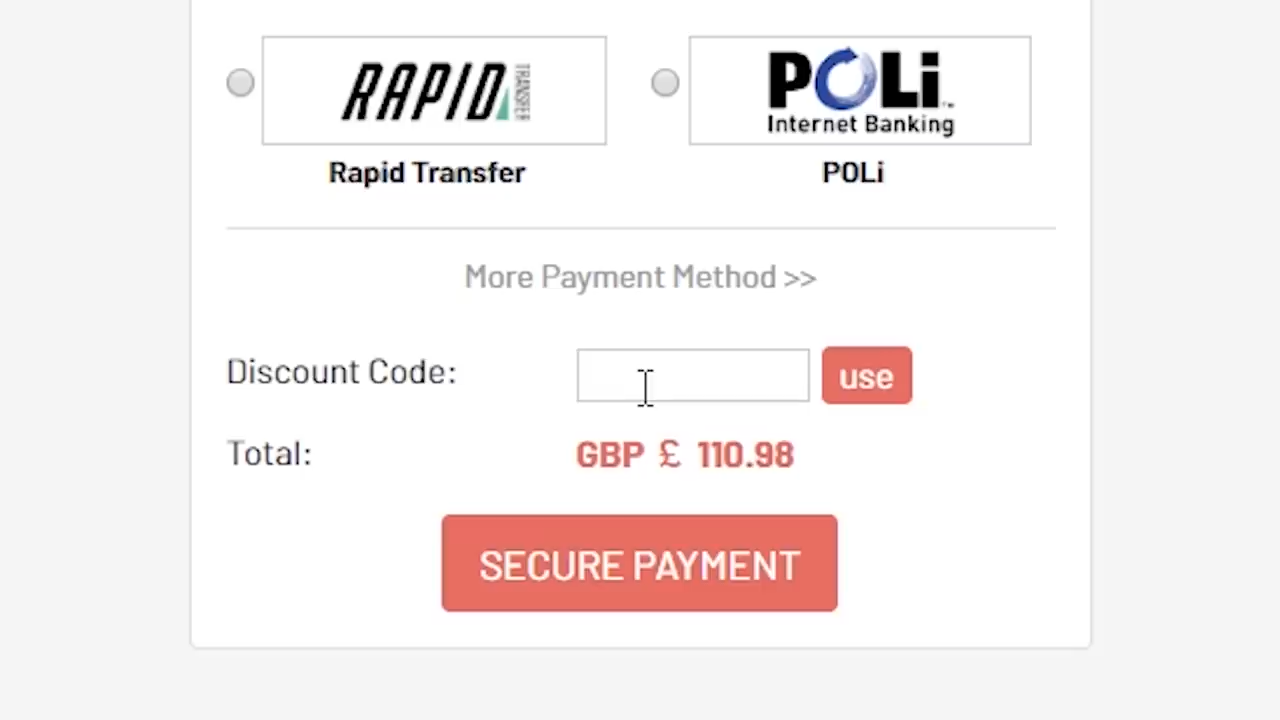 RAPID TRANSFER
POLi™
Internet Banking
Rapid Transfer
POLi
More Payment Method >>
Discount Code:
use
Total:
GBP £ 110.98
SECURE PAYMENT